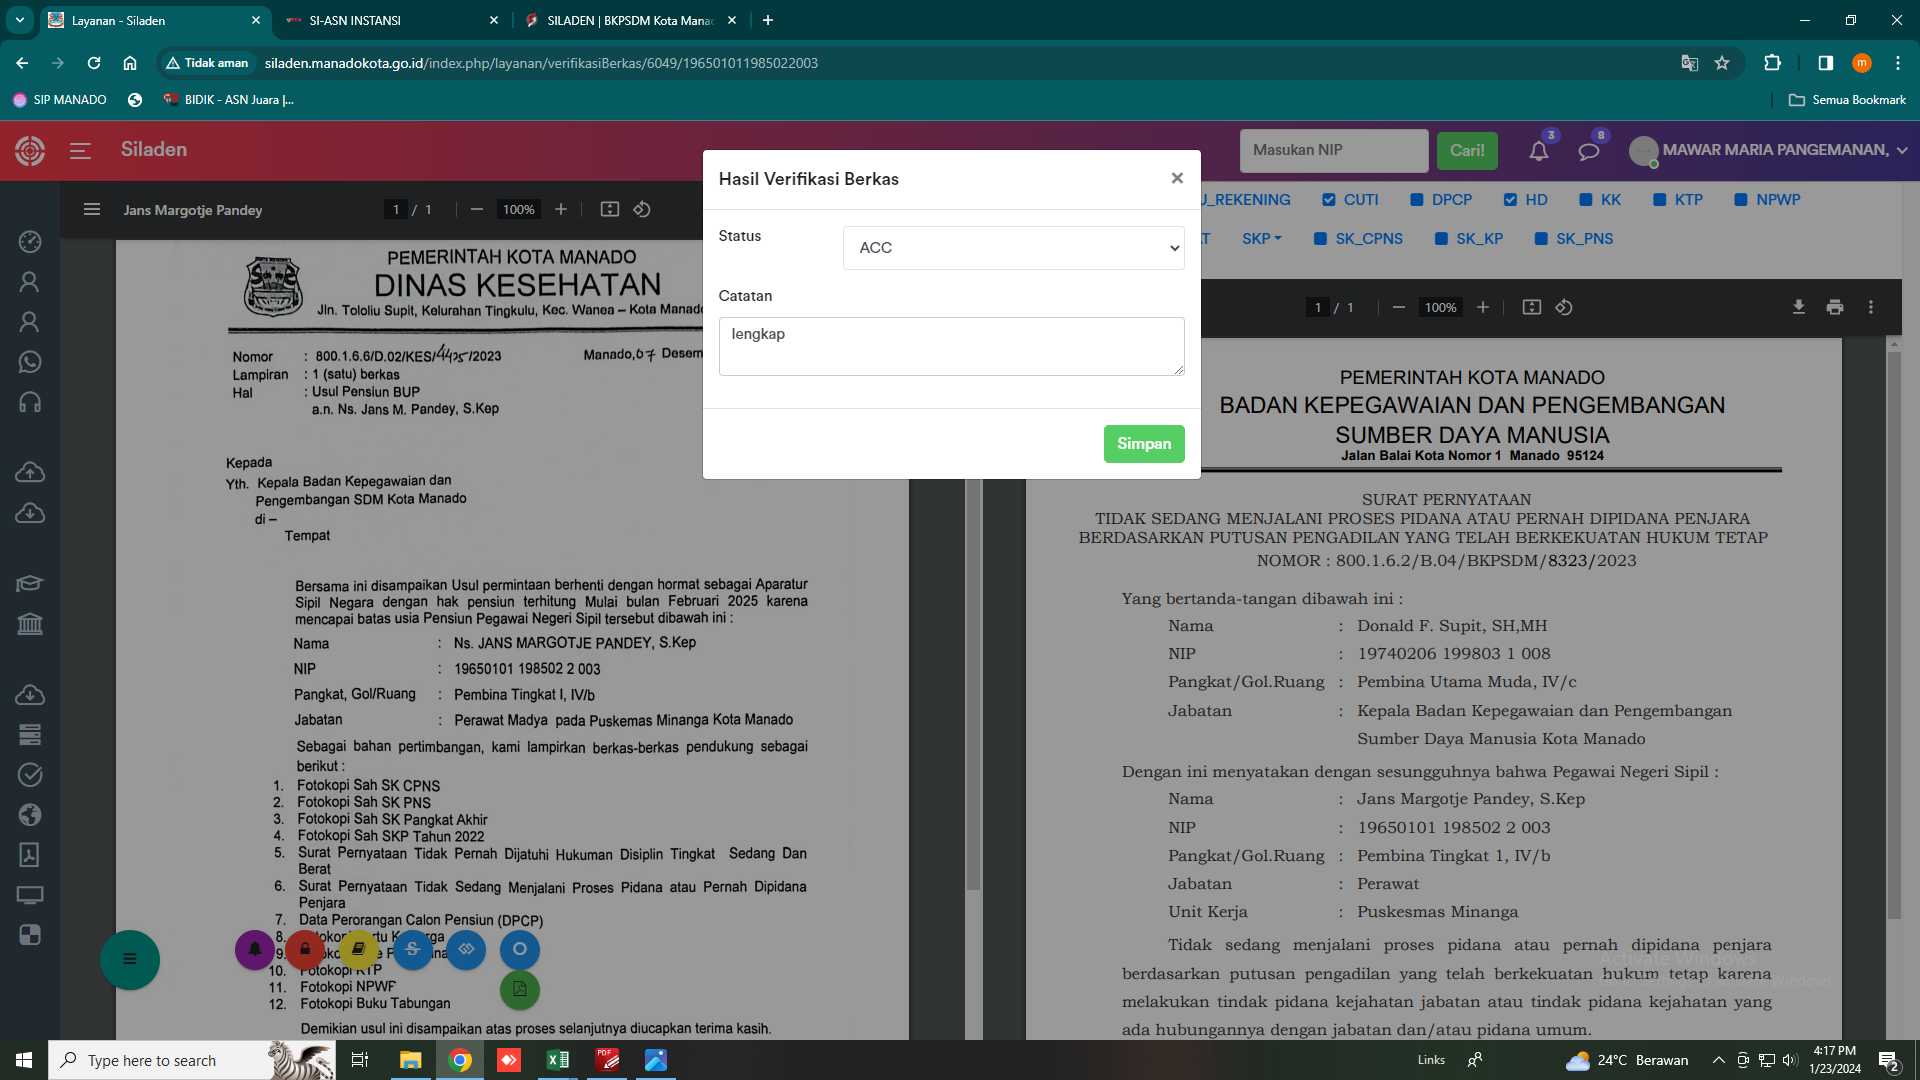 Layanan - Siladen
SI-ASN INSTANSI
SILADEN | BKPSDM Kota Mana
Tidak aman
siladen.manadokota.go.id/index.php/layanan/verifikasiBerkas/6049/196501011985022003
m
SIP MANADO
BIDIK - ASN Juara |...
Semua Bookmark
Siladen
Masukan NIP
Cari!
3
8
MAWAR MARIA PANGEMANAN,
Jans Margotje Pandey
1 / 1
100%
Hasil Verifikasi Berkas
×
Status
ACC
Catatan
lengkap
Simpan
U_REKENING
CUTI
DPCP
HD
KK
KTP
NPWP
SKP
SK_CPNS
SK_KP
SK_PNS
1 / 1
100%
PEMERINTAH KOTA MANADO
DINAS KESEHATAN
Jln. Tololiu Supit, Kelurahan Tingkulu, Kec. Wanea – Kota Manado
Nomor : 800.1.6.6/D.02/KES/4425/2023
Manado,07 Desem
Lampiran : 1 (satu) berkas
Hal : Usul Pensiun BUP
a.n. Ns. Jans M. Pandey, S.Kep
Kepada
Yth. Kepala Badan Kepegawaian dan
Pengembangan SDM Kota Manado
di –
Tempat
Bersama ini disampaikan Usul permintaan berhenti dengan hormat sebagai Aparatur
Sipil Negara dengan hak pensiun terhitung Mulai bulan Februari 2025 karena
mencapai batas usia Pensiun Pegawai Negeri Sipil tersebut dibawah ini :
Nama : Ns. JANS MARGOTJE PANDEY, S.Kep
NIP : 19650101 198502 2 003
Pangkat, Gol/Ruang : Pembina Tingkat I, IV/b
Jabatan : Perawat Madya pada Puskemas Minanga Kota Manado
Sebagai bahan pertimbangan, kami lampirkan berkas-berkas pendukung sebagai
berikut :
1. Fotokopi Sah SK CPNS
2. Fotokopi Sah SK PNS
3. Fotokopi Sah SK Pangkat Akhir
4. Fotokopi Sah SKP Tahun 2022
5. Surat Pernyataan Tidak Pernah Dijatuhi Hukuman Disiplin Tingkat Sedang Dan
Berat
6. Surat Pernyataan Tidak Sedang Menjalani Proses Pidana atau Pernah Dipidana
Penjara
7. Data Perorangan Calon Pensiun (DPCP)
8.
9.
10. Fotokopi KTP
11. Fotokopi NPWP
12. Fotokopi Buku Tabungan
Demikian usul ini disampaikan atas proses selanjutnya diucapkan terima kasih.
PEMERINTAH KOTA MANADO
BADAN KEPEGAWAIAN DAN PENGEMBANGAN
SUMBER DAYA MANUSIA
Jalan Balai Kota Nomor 1 Manado 95124
SURAT PERNYATAAN
TIDAK SEDANG MENJALANI PROSES PIDANA ATAU PERNAH DIPIDANA PENJARA
BERDASARKAN PUTUSAN PENGADILAN YANG TELAH BERKEKUATAN HUKUM TETAP
NOMOR : 800.1.6.2/B.04/BKPSDM/8323/2023
Yang bertanda-tangan dibawah ini :
Nama : Donald F. Supit, SH,MH
NIP : 19740206 199803 1 008
Pangkat/Gol.Ruang : Pembina Utama Muda, IV/c
Jabatan : Kepala Badan Kepegawaian dan Pengembangan
Sumber Daya Manusia Kota Manado
Dengan ini menyatakan dengan sesungguhnya bahwa Pegawai Negeri Sipil :
Nama : Jans Margotje Pandey, S.Kep
NIP : 19650101 198502 2 003
Pangkat/Gol.Ruang : Pembina Tingkat 1, IV/b
Jabatan : Perawat
Unit Kerja : Puskesmas Minanga
Tidak sedang menjalani proses pidana atau pernah dipidana penjara
berdasarkan putusan pengadilan yang telah berkekuatan hukum tetap karena
melakukan tindak pidana kejahatan jabatan atau tindak pidana kejahatan yang
ada hubungannya dengan jabatan dan/atau pidana umum.
Activate Windows
Type here to search
Links
24°C Berawan
4:17 PM
1/23/2024
2